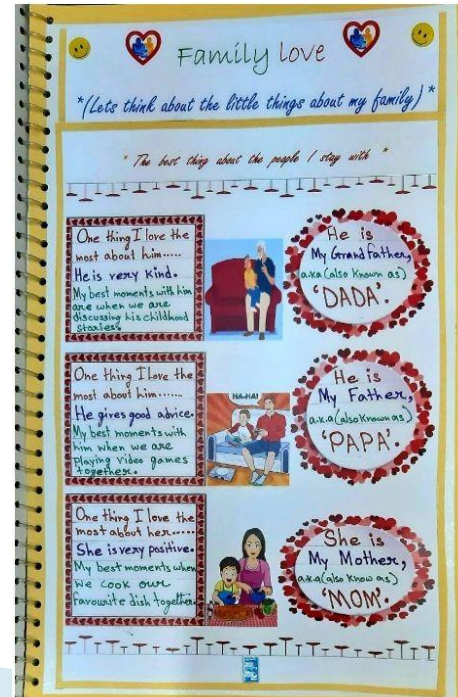 Family love
*(Lets think about the little things about my family)*
" The best thing about the people I stay with "
One thing I love the
most about him.....
He is very kind.
My best moments with him
are when we are
discussing his childhood
stories.
He is
My Grand father,
a.k.a (also known as)
'DADA'.
One thing I love the
most about him......
He gives good advice.
My best moments with
him when we are
playing video games
together.
HA-HA!
He is
My Father,
a.k.a (also known as)
'PAPA'.
One thing I love the
most about her.....
She is very positive.
My best moments when
we cook our
favourite dish together.
She is
My Mother,
a.k.a (also know as)
'MOM'.